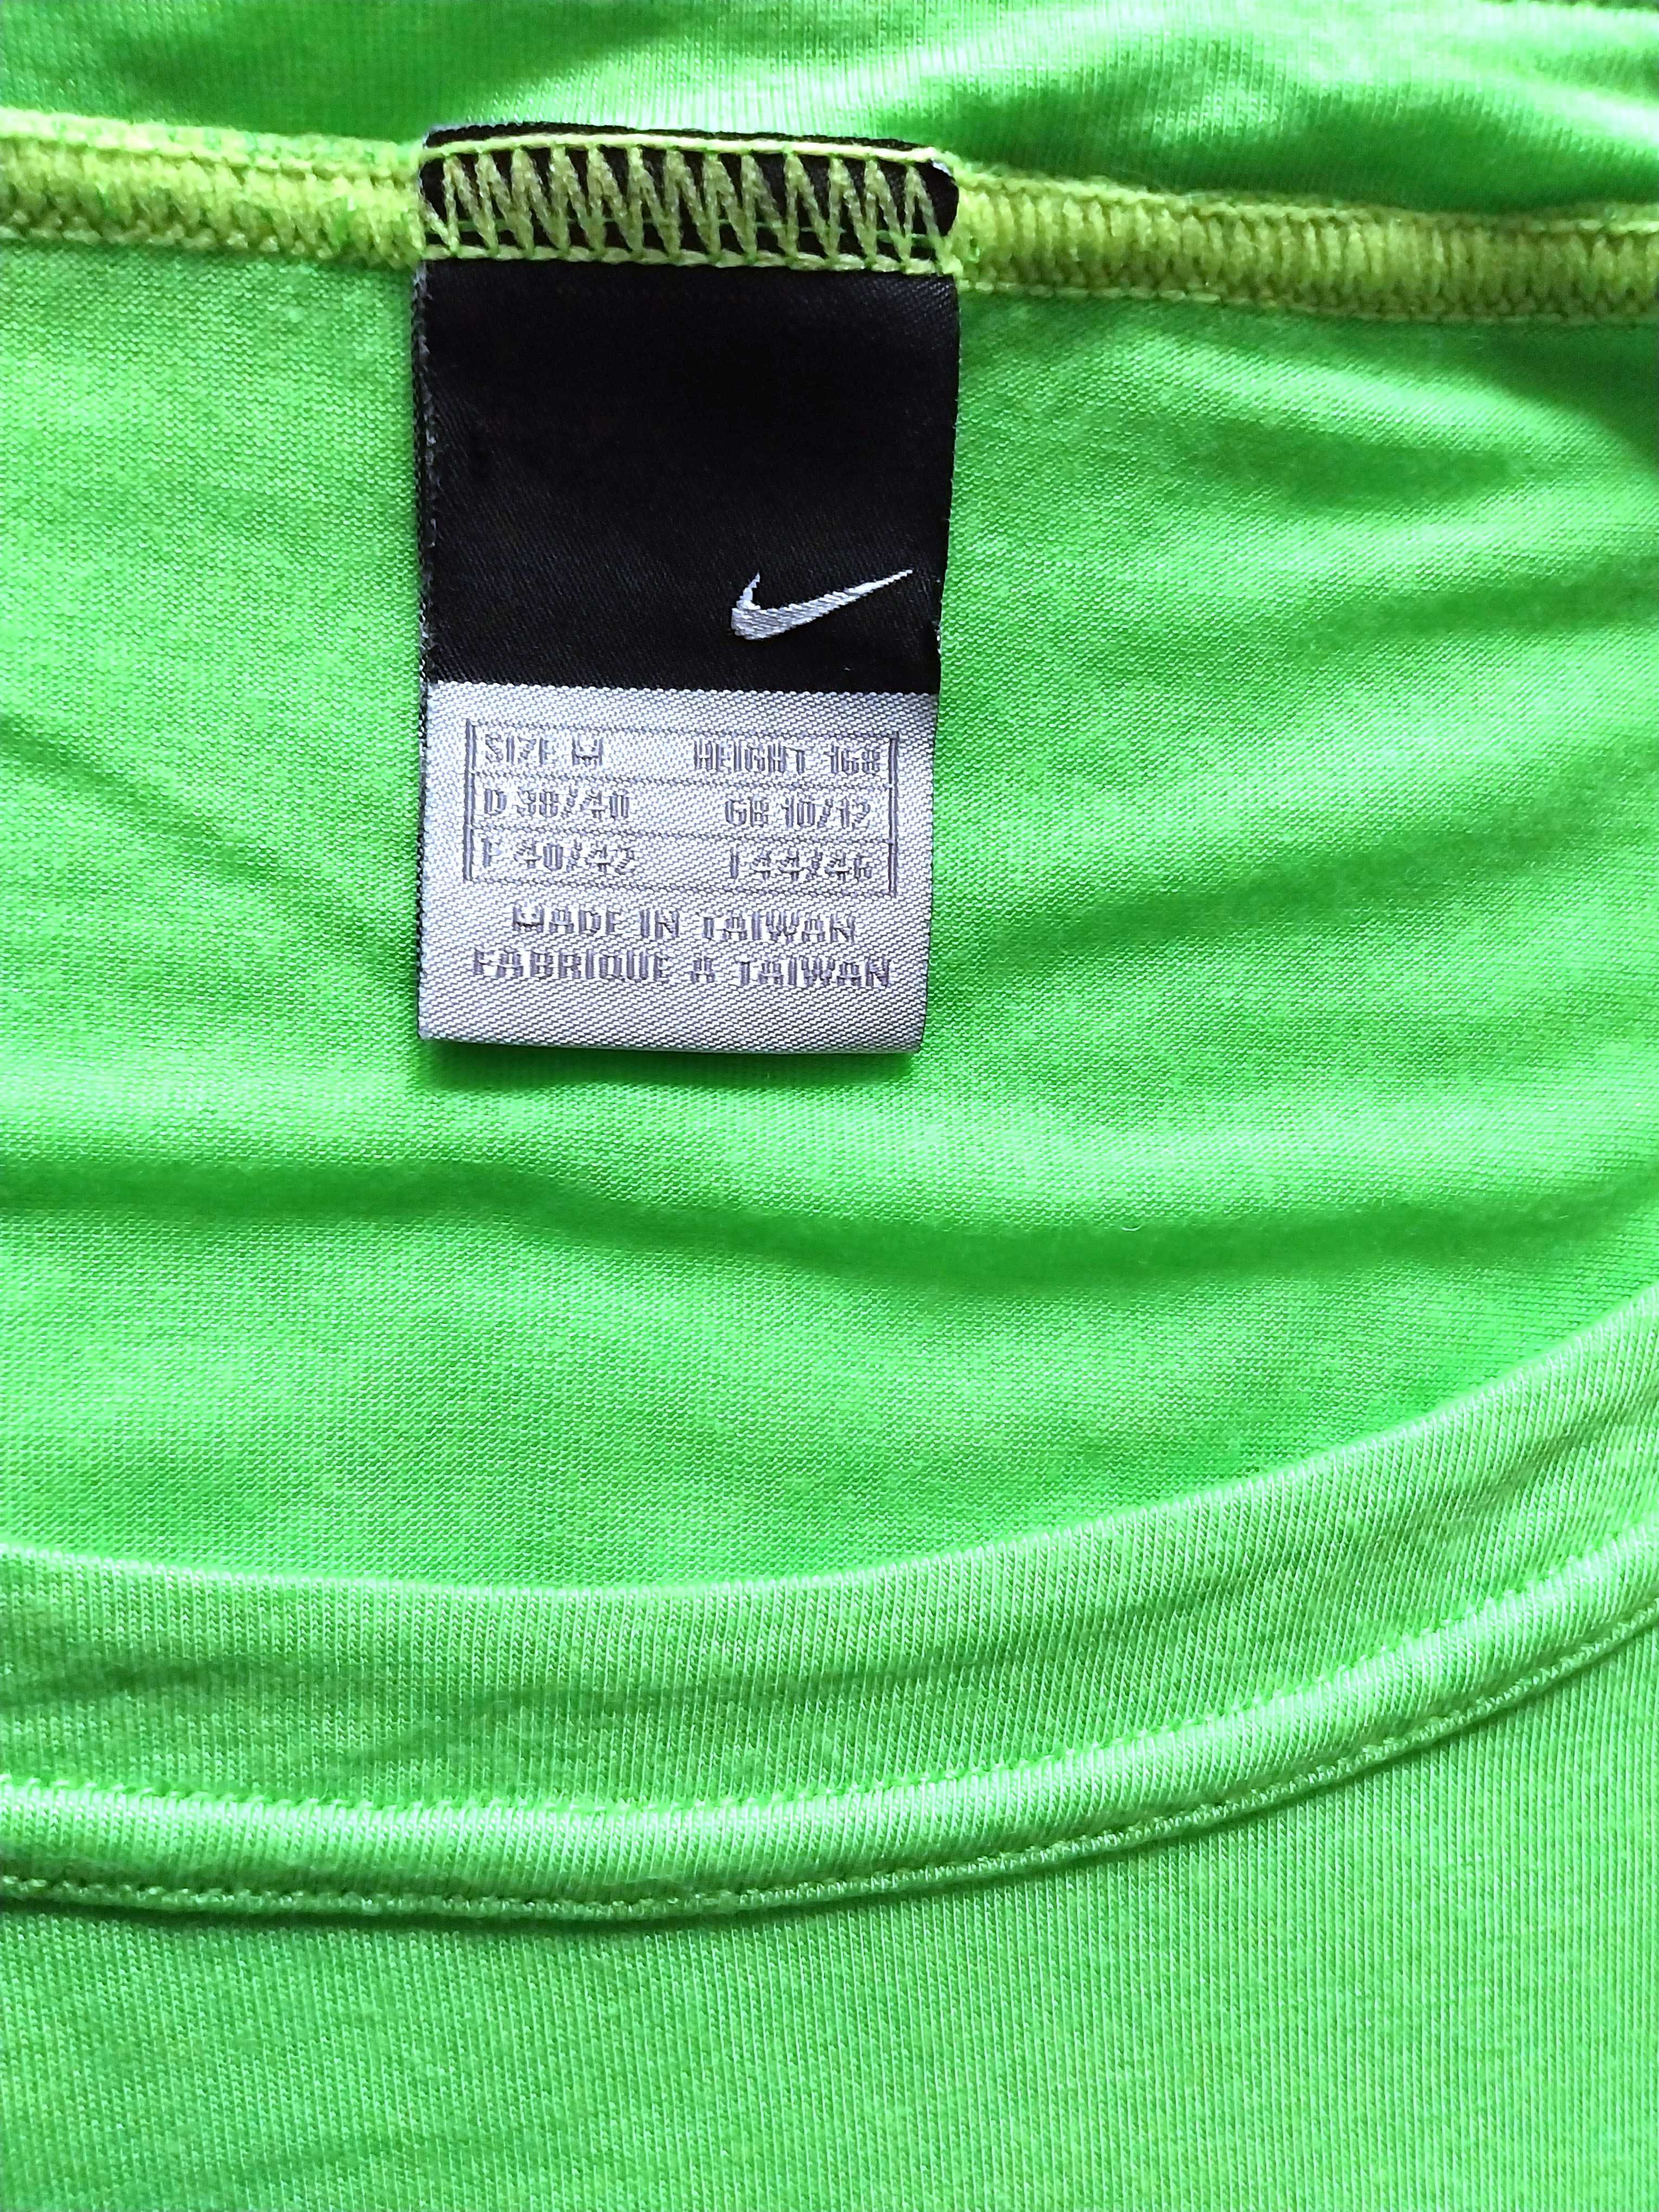 SIZE M HEIGHT 168
D 38/40 GB 10/12
F 40/42 I 44/46
MADE IN TAIWAN
FABRIQUE A TAIWAN